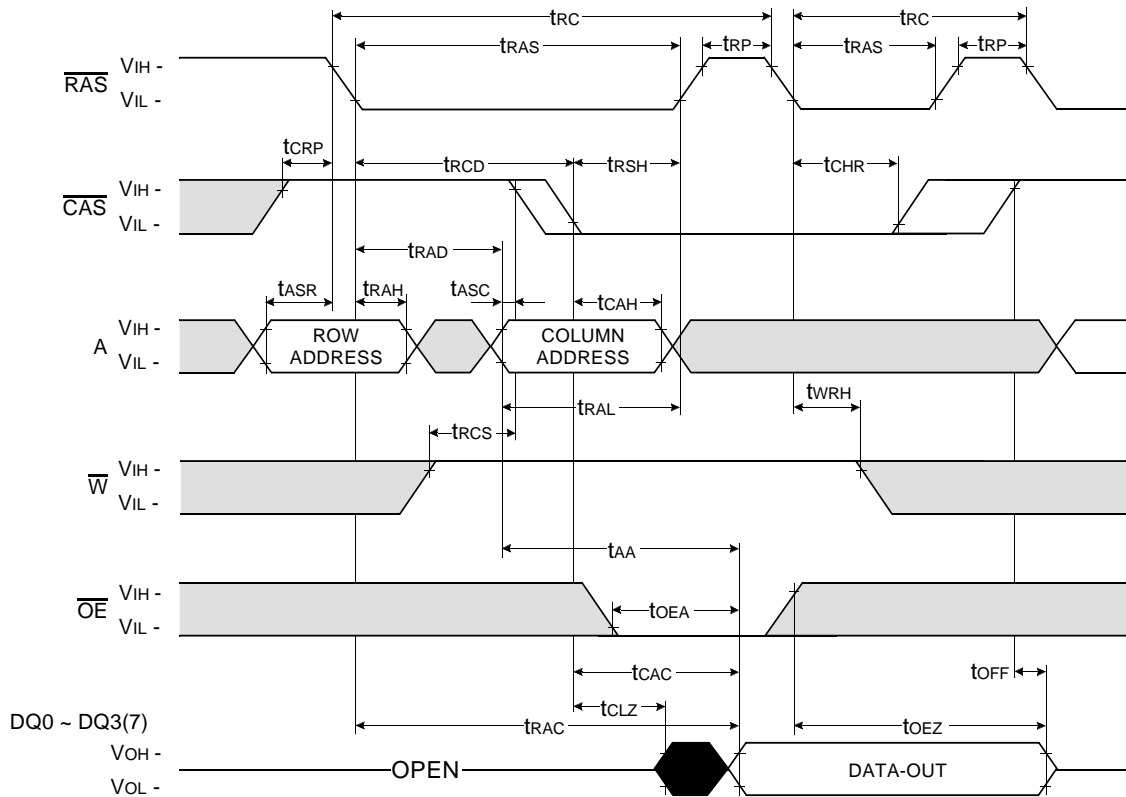 tRC tRC
tRAS tRP tRAS tRP
RAS VIH -
VIL -
tCRP tRCD tRSH tCHR
CAS VIH -
VIL -
tRAD
tASR tRAH tASC tCAH
A VIH -
VIL -
ROW
ADDRESS
COLUMN
ADDRESS
tRAL tWRH
tRCS
W VIH -
VIL -
tAA
OE VIH -
VIL -
tOEA
tCAC tOFF
tCLZ
tRAC tOEZ
DQ0 ~ DQ3(7)
VOH -
VOL -
OPEN DATA-OUT